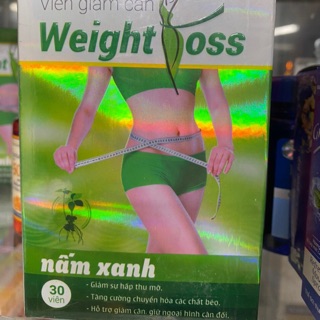 Viên giảm cân
Weight Loss
nấm xanh
30
viên
- Giảm sự hấp thụ mỡ.
- Tăng cường chuyển hóa các chất béo.
- Hỗ trợ giảm cân, giữ ngoại hình cân đối.